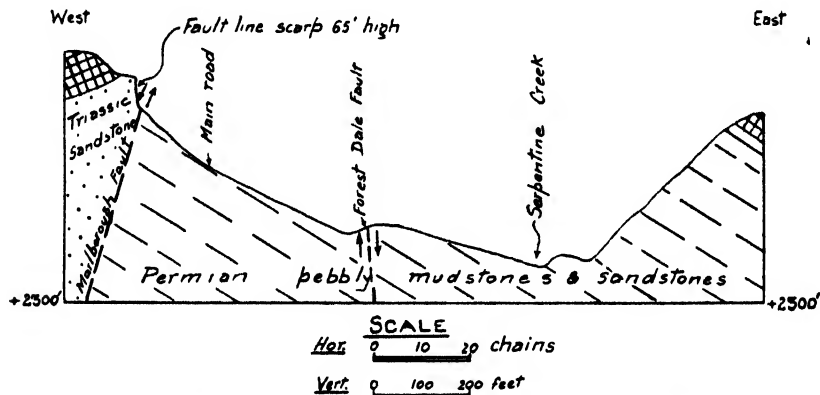 West
East
Fault line scarp 65' high
Main road
Forest Dale Fault
Serpentine Creek
Triassic
Sandstone
Marlborough Fault
Permian pebbly mudstones & sandstones
+2500'
+2500'
SCALE
Hor. 0 10 20 chains
Vert. 0 100 200 feet